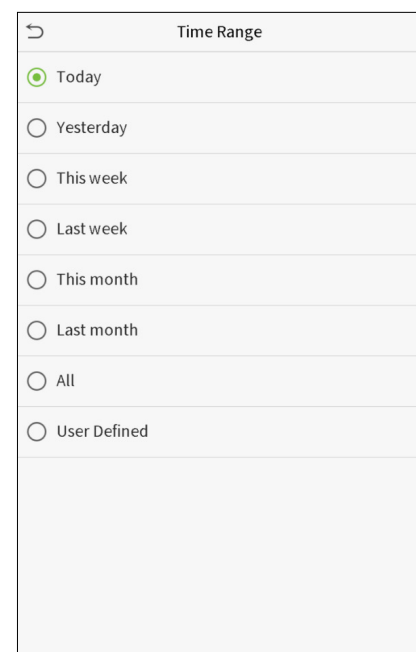 Time Range
Today
Yesterday
This week
Last week
This month
Last month
All
User Defined